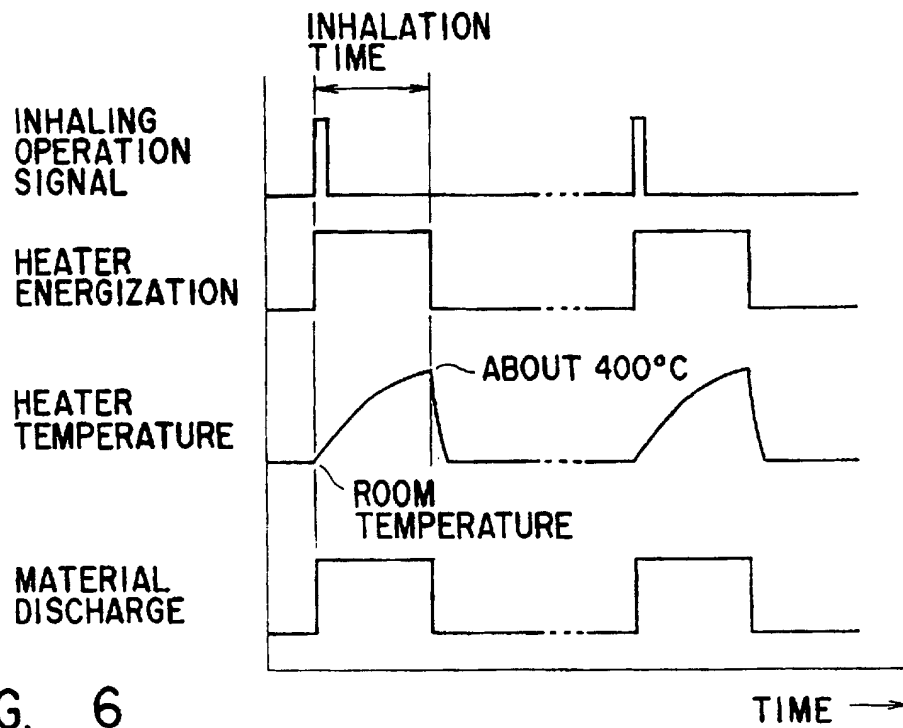 INHALATION
TIME
INHALING
OPERATION
SIGNAL
HEATER
ENERGIZATION
ABOUT 400°C
HEATER
TEMPERATURE
ROOM
TEMPERATURE
MATERIAL
DISCHARGE
G. 6
TIME